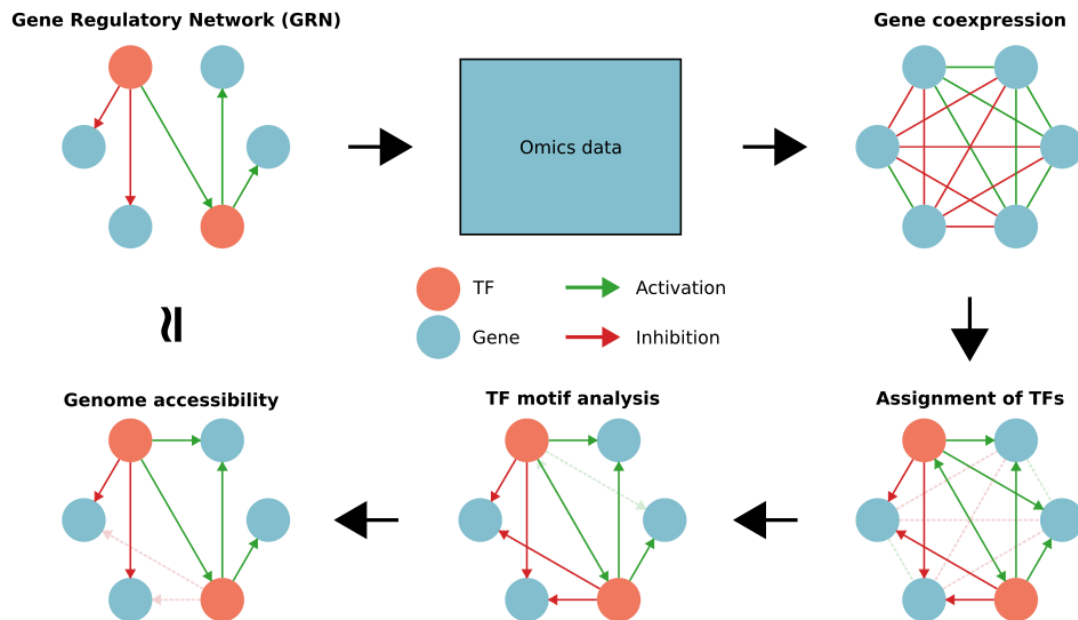 Gene Regulatory Network (GRN)
Gene coexpression
Omics data
TF
Activation
Gene
Inhibition
≈
Genome accessibility
TF motif analysis
Assignment of TFs